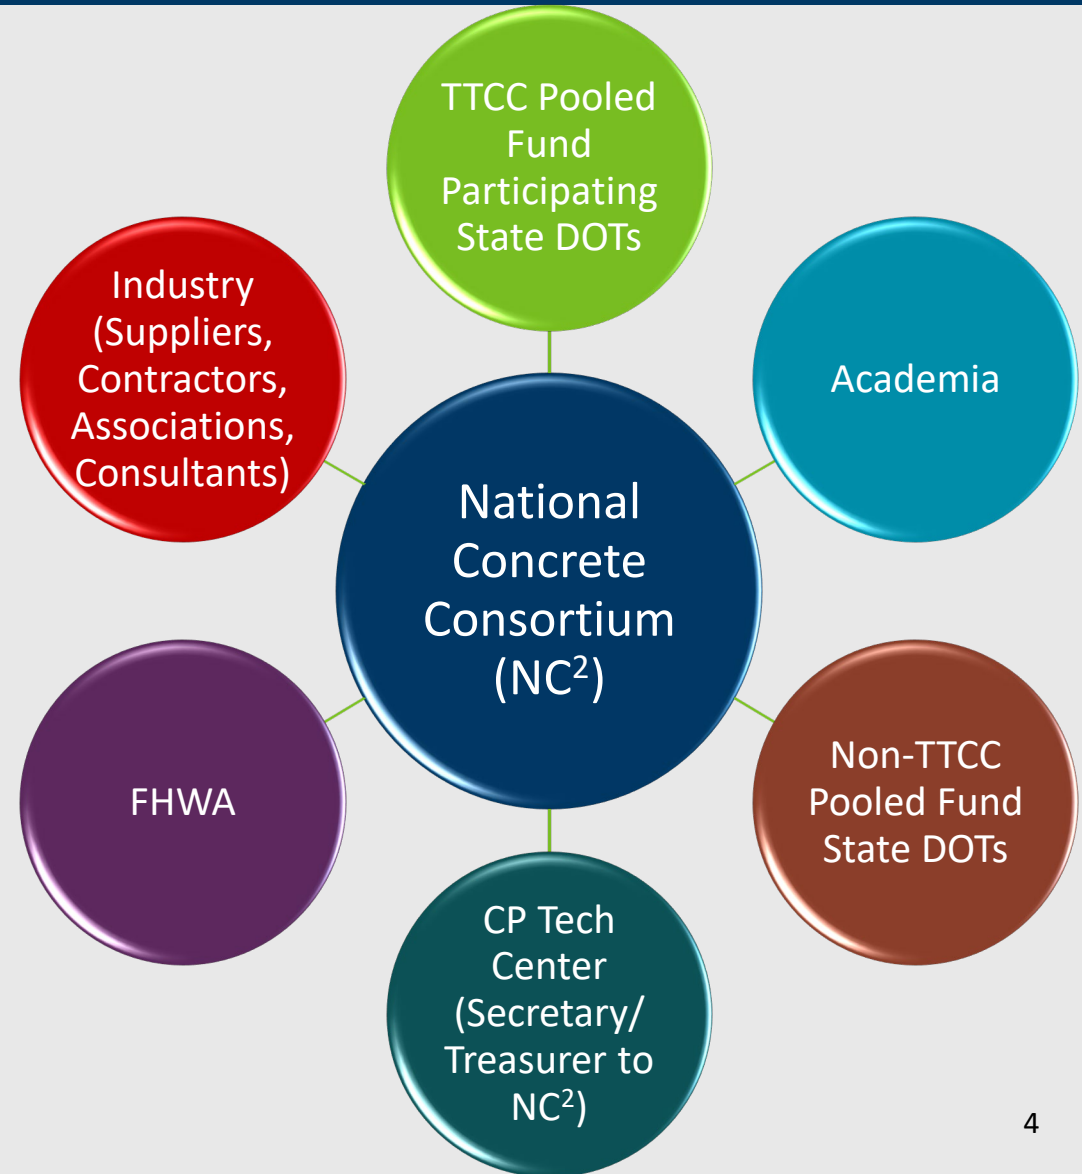 TTCC Pooled
Fund
Participating
State DOTs
Industry
(Suppliers,
Contractors,
Associations,
Consultants)
Academia
National
Concrete
Consortium
(NC²)
FHWA
Non-TTCC
Pooled Fund
State DOTs
CP Tech
Center
(Secretary/
Treasurer to
NC²)
4